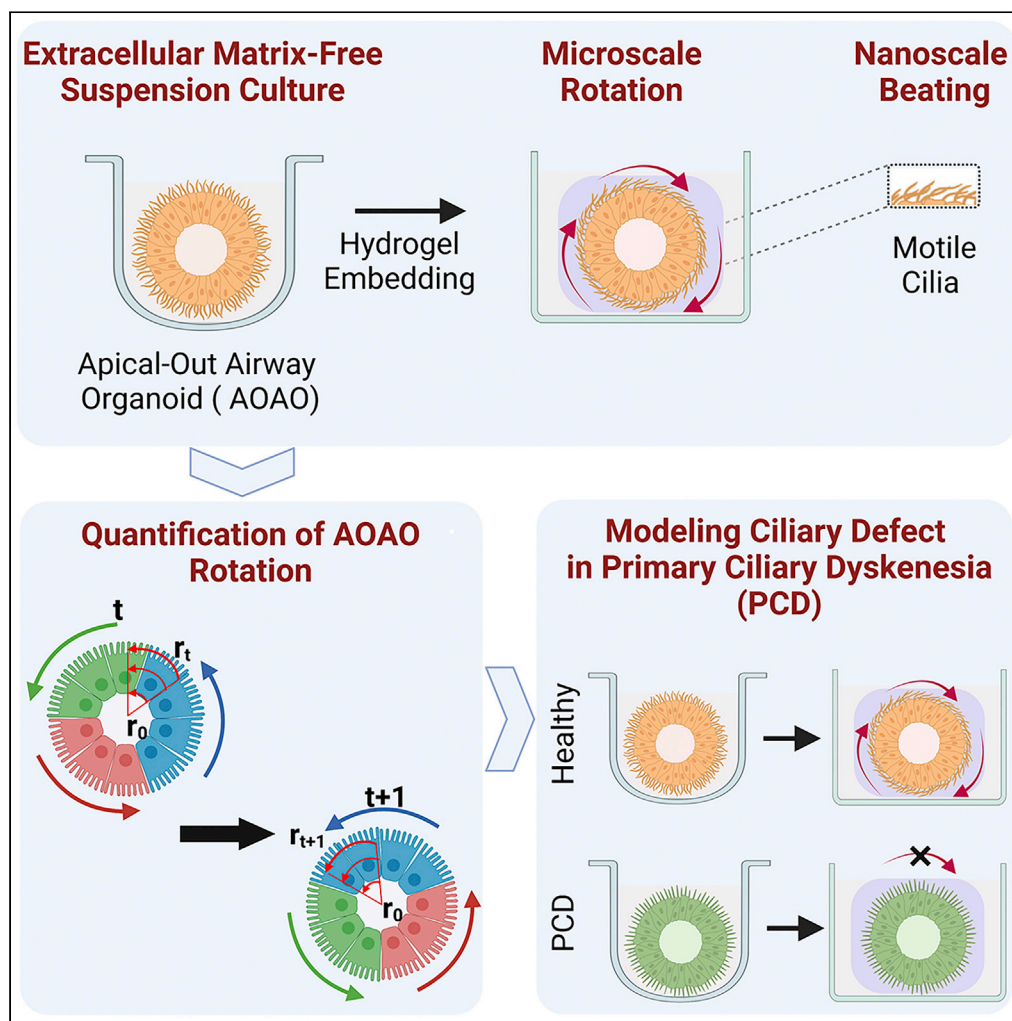 Extracellular Matrix-Free
Suspension Culture
Microscale
Rotation
Nanoscale
Beating
Hydrogel
Embedding
Motile
Cilia
Apical-Out Airway
Organoid ( AOAO)
Quantification of AOAO
Rotation
t
rt
r0
t+1
rt+1
r0
Modeling Ciliary Defect
in Primary Ciliary Dyskenesia
(PCD)
Healthy
PCD